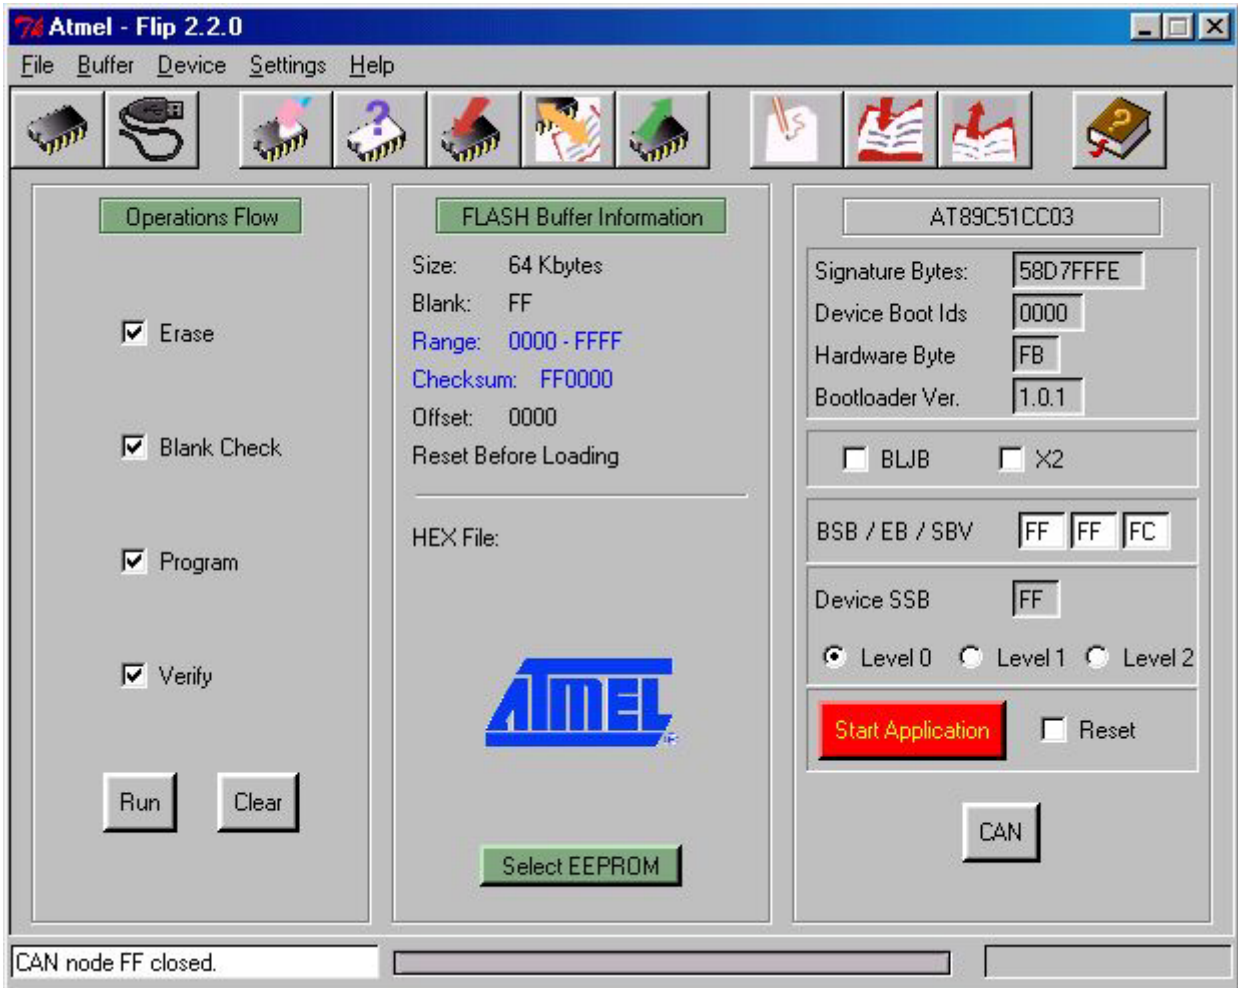 Atmel - Flip 2.2.0
File Buffer Device Settings Help
Operations Flow
Erase
Blank Check
Program
Verify
Run Clear
FLASH Buffer Information
Size: 64 Kbytes
Blank: FF
Range: 0000 - FFFF
Checksum: FF0000
Offset: 0000
Reset Before Loading
HEX File:
ATMEL
Select EEPROM
AT89C51CC03
Signature Bytes: 58D7FFFE
Device Boot Ids 0000
Hardware Byte FB
Bootloader Ver. 1.0.1
BLJB X2
BSB / EB / SBV FF FF FC
Device SSB FF
Level 0 Level 1 Level 2
Start Application Reset
CAN
CAN node FF closed.